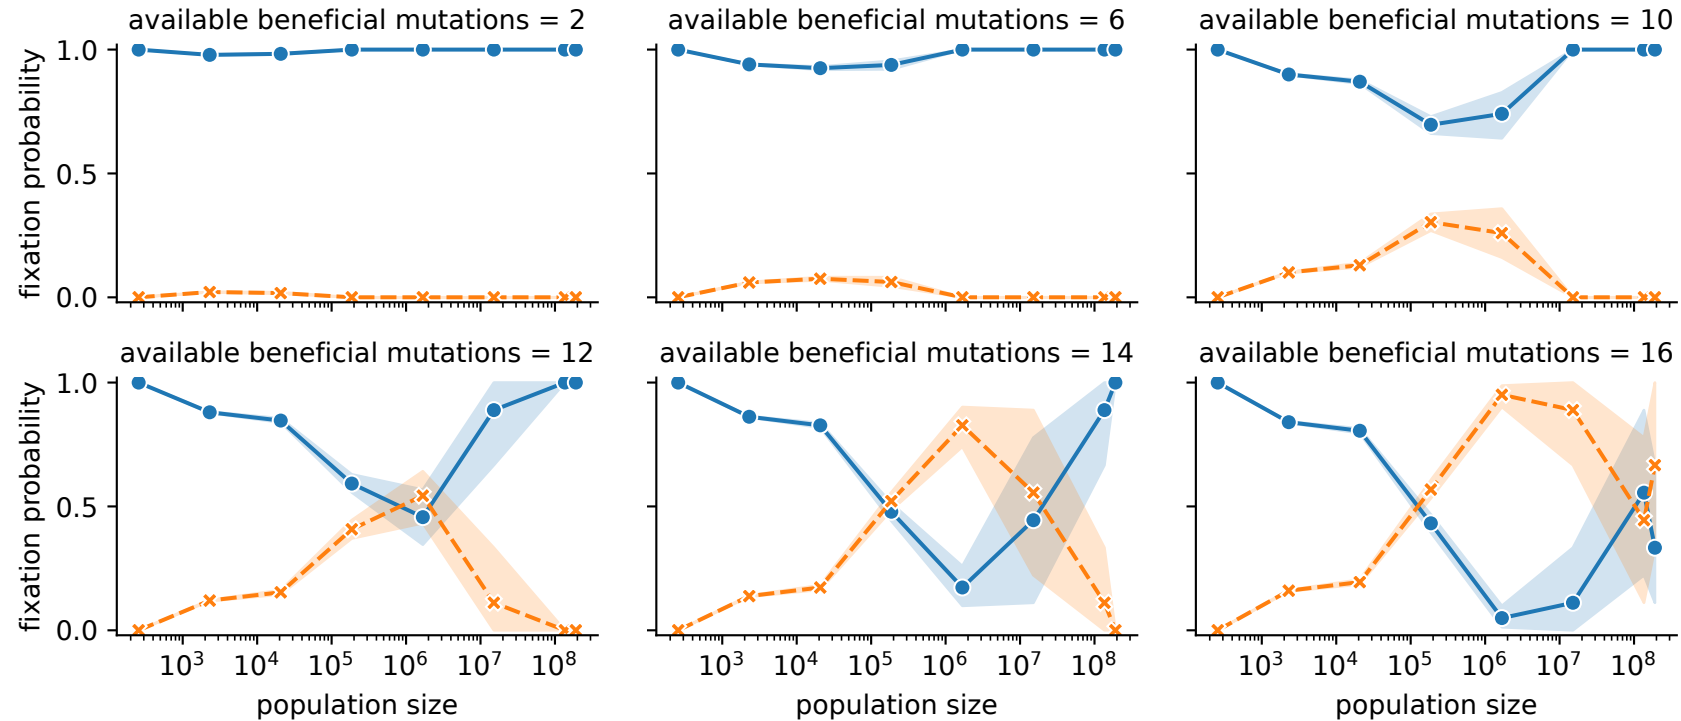 available beneficial mutations = 2
available beneficial mutations = 6
available beneficial mutations = 10
fixation probability
1.0
0.5
0.0
available beneficial mutations = 12
available beneficial mutations = 14
available beneficial mutations = 16
fixation probability
1.0
0.5
0.0
10³ 10⁴ 10⁵ 10⁶ 10⁷ 10⁸
10³ 10⁴ 10⁵ 10⁶ 10⁷ 10⁸
10³ 10⁴ 10⁵ 10⁶ 10⁷ 10⁸
population size
population size
population size